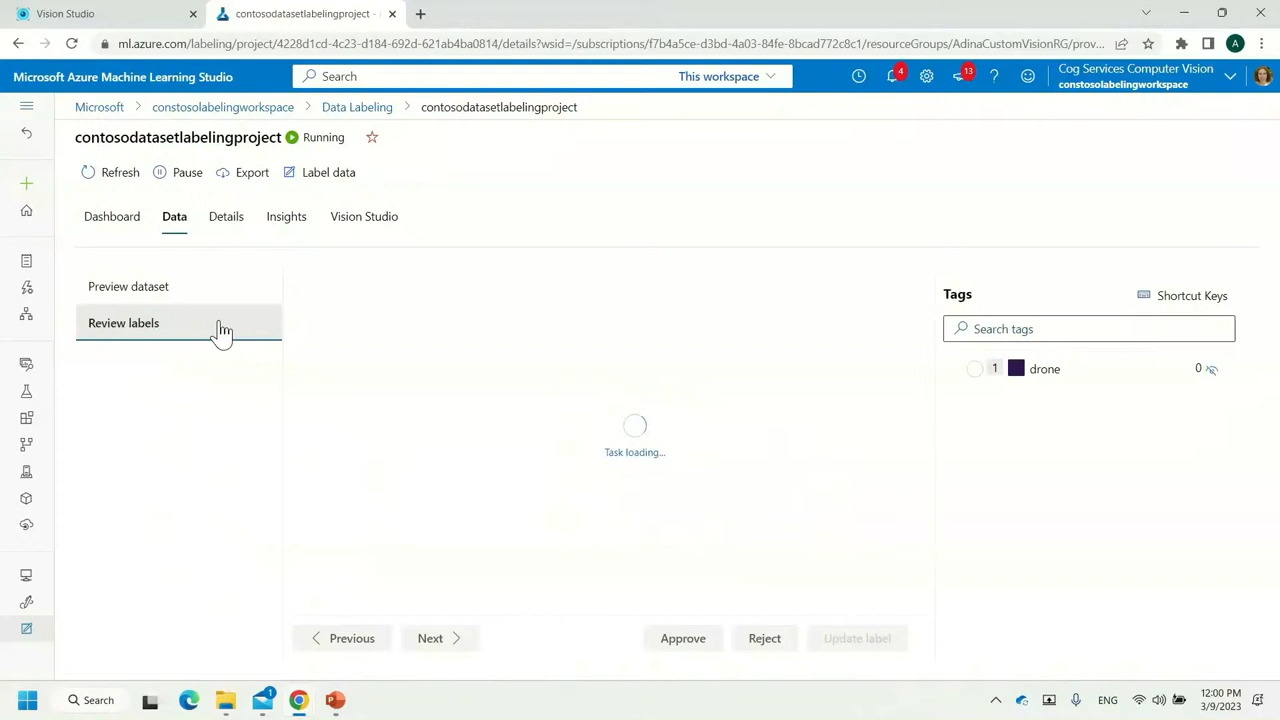 Vision Studio
contosodatasetlabelingproject -
ml.azure.com/labeling/project/4228d1cd-4c23-d184-692d-621ab4ba0814/details?wsid=/subscriptions/f7b4a5ce-d3bd-4a03-84fe-8bcad772c8c1/resourceGroups/AdinaCustomVisionRG/prov...
A
Microsoft Azure Machine Learning Studio
Search
This workspace
4
13
?
Cog Services Computer Vision
constosolabelingworkspace
Microsoft > constosolabelingworkspace > Data Labeling > contosodatasetlabelingproject
contosodatasetlabelingproject Running
Refresh Pause Export Label data
Dashboard Data Details Insights Vision Studio
Preview dataset
Review labels
Task loading...
Tags
Shortcut Keys
Search tags
1 drone 0
Previous Next Approve Reject Update label
Search
1
ENG
12:00 PM
3/9/2023